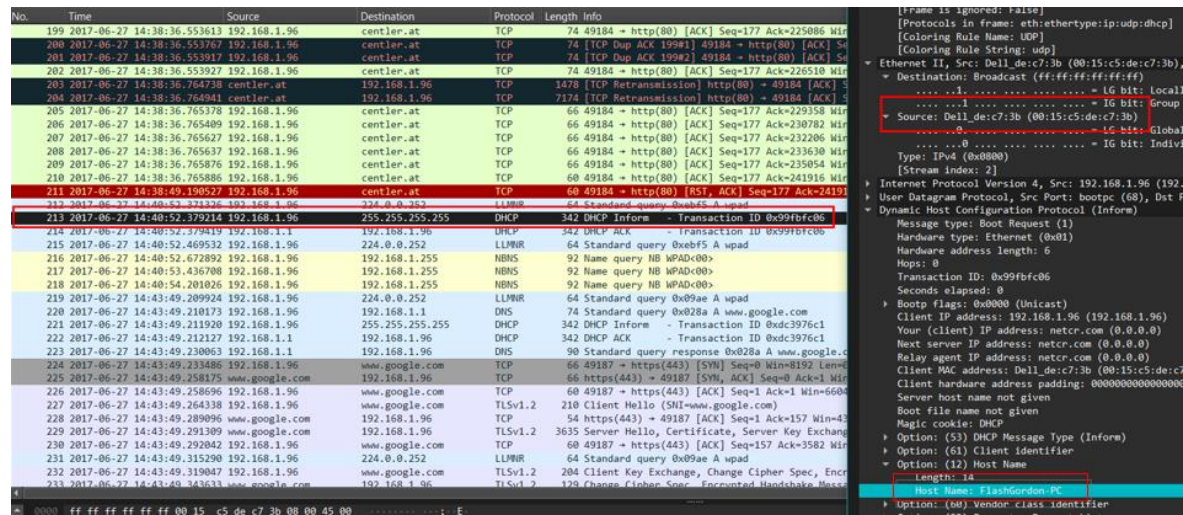 No. Time Source Destination Protocol Length Info
199 2017-06-27 14:38:36.553613 192.168.1.96 centler.at TCP 74 49184 → http(80) [ACK] Seq=177 Ack=225086 Win
200 2017-06-27 14:38:36.553767 192.168.1.96 centler.at TCP 74 [TCP Dup ACK 199#1] 49184 → http(80) [ACK] Se
201 2017-06-27 14:38:36.553917 192.168.1.96 centler.at TCP 74 [TCP Dup ACK 199#2] 49184 → http(80) [ACK] Se
202 2017-06-27 14:38:36.553927 192.168.1.96 centler.at TCP 74 49184 → http(80) [ACK] Seq=177 Ack=226510 Win
203 2017-06-27 14:38:36.764738 centler.at 192.168.1.96 TCP 1478 [TCP Retransmission] http(80) → 49184 [ACK] S
204 2017-06-27 14:38:36.764941 centler.at 192.168.1.96 TCP 7174 [TCP Retransmission] http(80) → 49184 [ACK] S
205 2017-06-27 14:38:36.765378 192.168.1.96 centler.at TCP 66 49184 → http(80) [ACK] Seq=177 Ack=229358 Win
206 2017-06-27 14:38:36.765409 192.168.1.96 centler.at TCP 66 49184 → http(80) [ACK] Seq=177 Ack=230782 Win
207 2017-06-27 14:38:36.765627 192.168.1.96 centler.at TCP 66 49184 → http(80) [ACK] Seq=177 Ack=232206 Win
208 2017-06-27 14:38:36.765637 192.168.1.96 centler.at TCP 66 49184 → http(80) [ACK] Seq=177 Ack=233630 Win
209 2017-06-27 14:38:36.765876 192.168.1.96 centler.at TCP 66 49184 → http(80) [ACK] Seq=177 Ack=235054 Win
210 2017-06-27 14:38:36.765886 192.168.1.96 centler.at TCP 66 49184 → http(80) [ACK] Seq=177 Ack=241916 Win
211 2017-06-27 14:38:49.190527 192.168.1.96 centler.at TCP 60 49184 → http(80) [RST, ACK] Seq=177 Ack=2419
212 2017-06-27 14:40:52.371326 192.168.1.96 224.0.0.252 LLMNR 64 Standard query 0xebf5 A wpad
213 2017-06-27 14:40:52.379214 192.168.1.96 255.255.255.255 DHCP 342 DHCP Inform - Transaction ID 0x99fbfc06
214 2017-06-27 14:40:52.379419 192.168.1.1 192.168.1.96 DHCP 342 DHCP ACK - Transaction ID 0x99fbfc06
215 2017-06-27 14:40:52.469532 192.168.1.96 224.0.0.252 LLMNR 64 Standard query 0xebf5 A wpad
216 2017-06-27 14:40:52.672892 192.168.1.96 192.168.1.255 NBNS 92 Name query NB WPAD<00>
217 2017-06-27 14:40:53.436708 192.168.1.96 192.168.1.255 NBNS 92 Name query NB WPAD<00>
218 2017-06-27 14:40:54.201026 192.168.1.96 192.168.1.255 NBNS 92 Name query NB WPAD<00>
219 2017-06-27 14:43:49.209924 192.168.1.96 224.0.0.252 LLMNR 64 Standard query 0x09ae A wpad
220 2017-06-27 14:43:49.210173 192.168.1.96 192.168.1.1 DNS 74 Standard query 0x028a A www.google.com
221 2017-06-27 14:43:49.211920 192.168.1.96 255.255.255.255 DHCP 342 DHCP Inform - Transaction ID 0xdc3976c1
222 2017-06-27 14:43:49.212127 192.168.1.1 192.168.1.96 DHCP 342 DHCP ACK - Transaction ID 0xdc3976c1
223 2017-06-27 14:43:49.230063 192.168.1.1 192.168.1.96 DNS 90 Standard query response 0x028a A www.google.c
224 2017-06-27 14:43:49.233486 192.168.1.96 www.google.com TCP 66 49187 → https(443) [SYN] Seq=0 Win=8192 Len=
225 2017-06-27 14:43:49.258175 www.google.com 192.168.1.96 TCP 66 https(443) → 49187 [SYN, ACK] Seq=0 Ack=1 Win
226 2017-06-27 14:43:49.258696 192.168.1.96 www.google.com TCP 60 49187 → https(443) [ACK] Seq=1 Ack=1 Win=6604
227 2017-06-27 14:43:49.264338 192.168.1.96 www.google.com TLSv1.2 210 Client Hello (SNI=www.google.com)
228 2017-06-27 14:43:49.289096 www.google.com 192.168.1.96 TCP 54 https(443) → 49187 [ACK] Seq=1 Ack=157 Win=43
229 2017-06-27 14:43:49.291309 www.google.com 192.168.1.96 TLSv1.2 3635 Server Hello, Certificate, Server Key Exchang
230 2017-06-27 14:43:49.292042 192.168.1.96 www.google.com TCP 60 49187 → https(443) [ACK] Seq=157 Ack=3582 Win
231 2017-06-27 14:43:49.315290 192.168.1.96 224.0.0.252 LLMNR 64 Standard query 0x09ae A wpad
232 2017-06-27 14:43:49.319047 192.168.1.96 www.google.com TLSv1.2 204 Client Key Exchange, Change Cipher Spec, Encr
233 2017-06-27 14:43:49.343633 www.google.com 192.168.1.96 TLSv1.2 129 Change Cipher Spec, Encrypted Handshake Messa
0000 ff ff ff ff ff ff 00 15 c5 de c7 3b 08 00 45 00 ········ ···;··E·
[Frame is ignored: False]
[Protocols in frame: eth:ethertype:ip:udp:dhcp]
[Coloring Rule Name: UDP]
[Coloring Rule String: udp]
Ethernet II, Src: Dell_de:c7:3b (00:15:c5:de:c7:3b),
Destination: Broadcast (ff:ff:ff:ff:ff:ff)
.... ..1. .... .... .... .... = LG bit: Locall
.... ...1 .... .... .... .... = IG bit: Group
Source: Dell_de:c7:3b (00:15:c5:de:c7:3b)
.... ..0. .... .... .... .... = LG bit: Global
.... ...0 .... .... .... .... = IG bit: Indivi
Type: IPv4 (0x0800)
[Stream index: 2]
Internet Protocol Version 4, Src: 192.168.1.96 (192.
User Datagram Protocol, Src Port: bootpc (68), Dst P
Dynamic Host Configuration Protocol (Inform)
Message type: Boot Request (1)
Hardware type: Ethernet (0x01)
Hardware address length: 6
Hops: 0
Transaction ID: 0x99fbfc06
Seconds elapsed: 0
Bootp flags: 0x0000 (Unicast)
Client IP address: 192.168.1.96 (192.168.1.96)
Your (client) IP address: netcr.com (0.0.0.0)
Next server IP address: netcr.com (0.0.0.0)
Relay agent IP address: netcr.com (0.0.0.0)
Client MAC address: Dell_de:c7:3b (00:15:c5:de:c7
Client hardware address padding: 0000000000000000
Server host name not given
Boot file name not given
Magic cookie: DHCP
Option: (53) DHCP Message Type (Inform)
Option: (61) Client identifier
Option: (12) Host Name
Length: 14
Host Name: FlashGordon-PC
Option: (60) Vendor class identifier